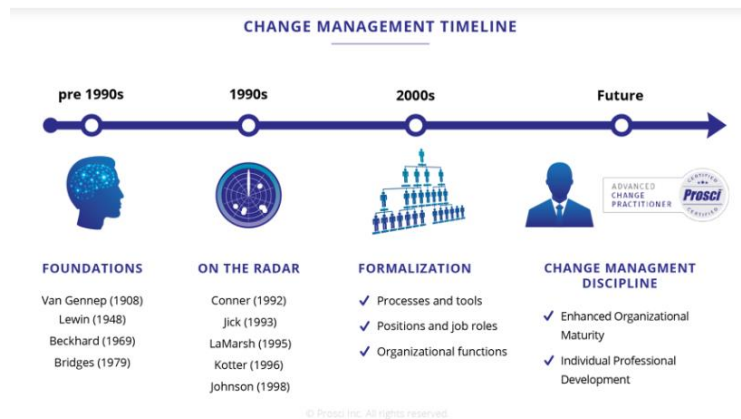 CHANGE MANAGEMENT TIMELINE
pre 1990s
1990s
2000s
Future
ADVANCED
CHANGE
PRACTITIONER
CERTIFIED
Prosci
CERTIFIED
FOUNDATIONS
Van Gennep (1908)
Lewin (1948)
Beckhard (1969)
Bridges (1979)
ON THE RADAR
Conner (1992)
Jick (1993)
LaMarsh (1995)
Kotter (1996)
Johnson (1998)
FORMALIZATION
✓ Processes and tools
✓ Positions and job roles
✓ Organizational functions
CHANGE MANAGMENT
DISCIPLINE
✓ Enhanced Organizational
Maturity
✓ Individual Professional
Development
© Prosci Inc. All rights reserved.